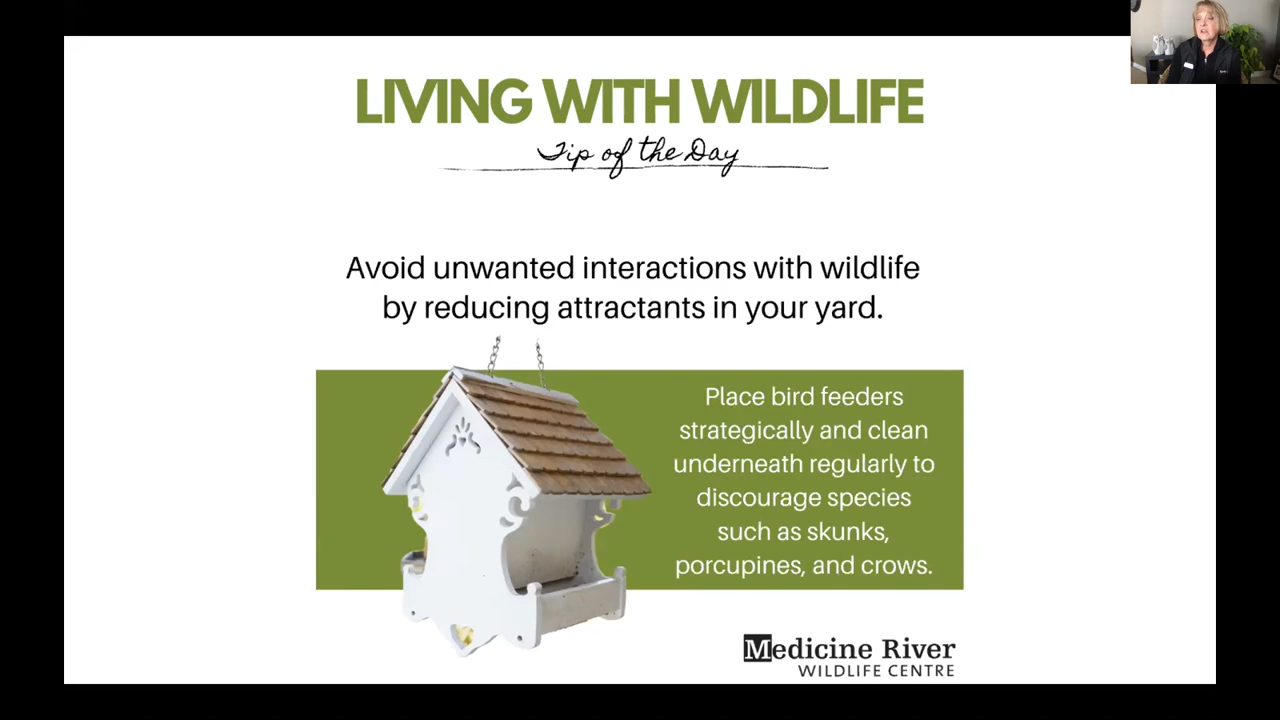 LIVING WITH WILDLIFE
Tip of the Day
Avoid unwanted interactions with wildlife
by reducing attractants in your yard.
Place bird feeders
strategically and clean
underneath regularly to
discourage species
such as skunks,
porcupines, and crows.
Medicine River
WILDLIFE CENTRE